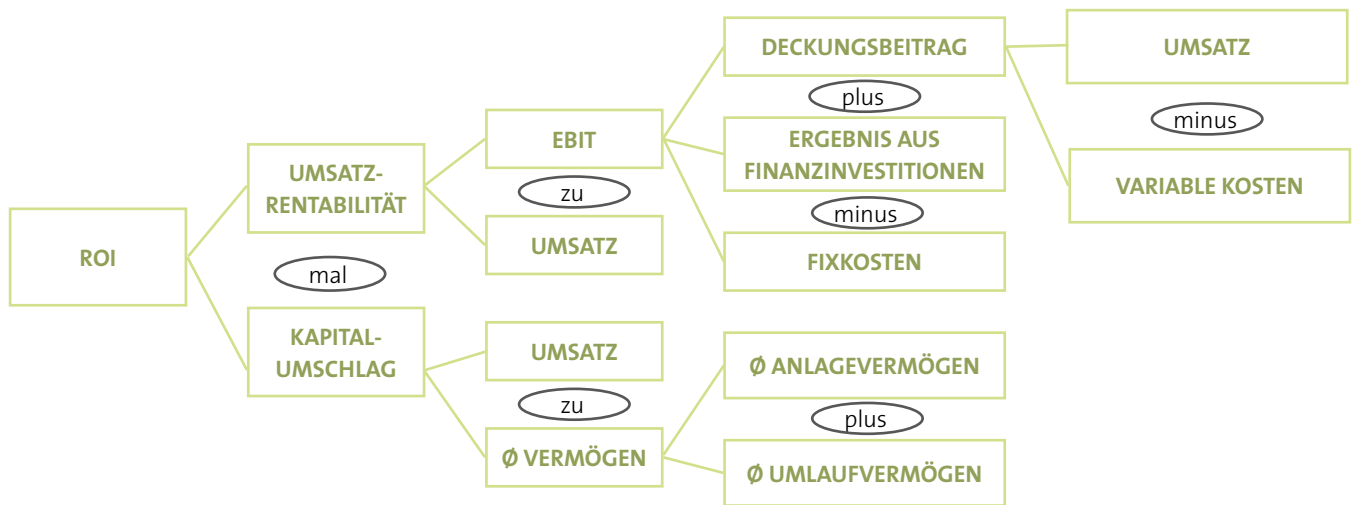 ROI
UMSATZ-
RENTABILITÄT
mal
KAPITAL-
UMSCHLAG
EBIT
zu
UMSATZ
UMSATZ
zu
Ø VERMÖGEN
DECKUNGSBEITRAG
plus
ERGEBNIS AUS
FINANZINVESTITIONEN
minus
FIXKOSTEN
Ø ANLAGEVERMÖGEN
plus
Ø UMLAUFVERMÖGEN
UMSATZ
minus
VARIABLE KOSTEN